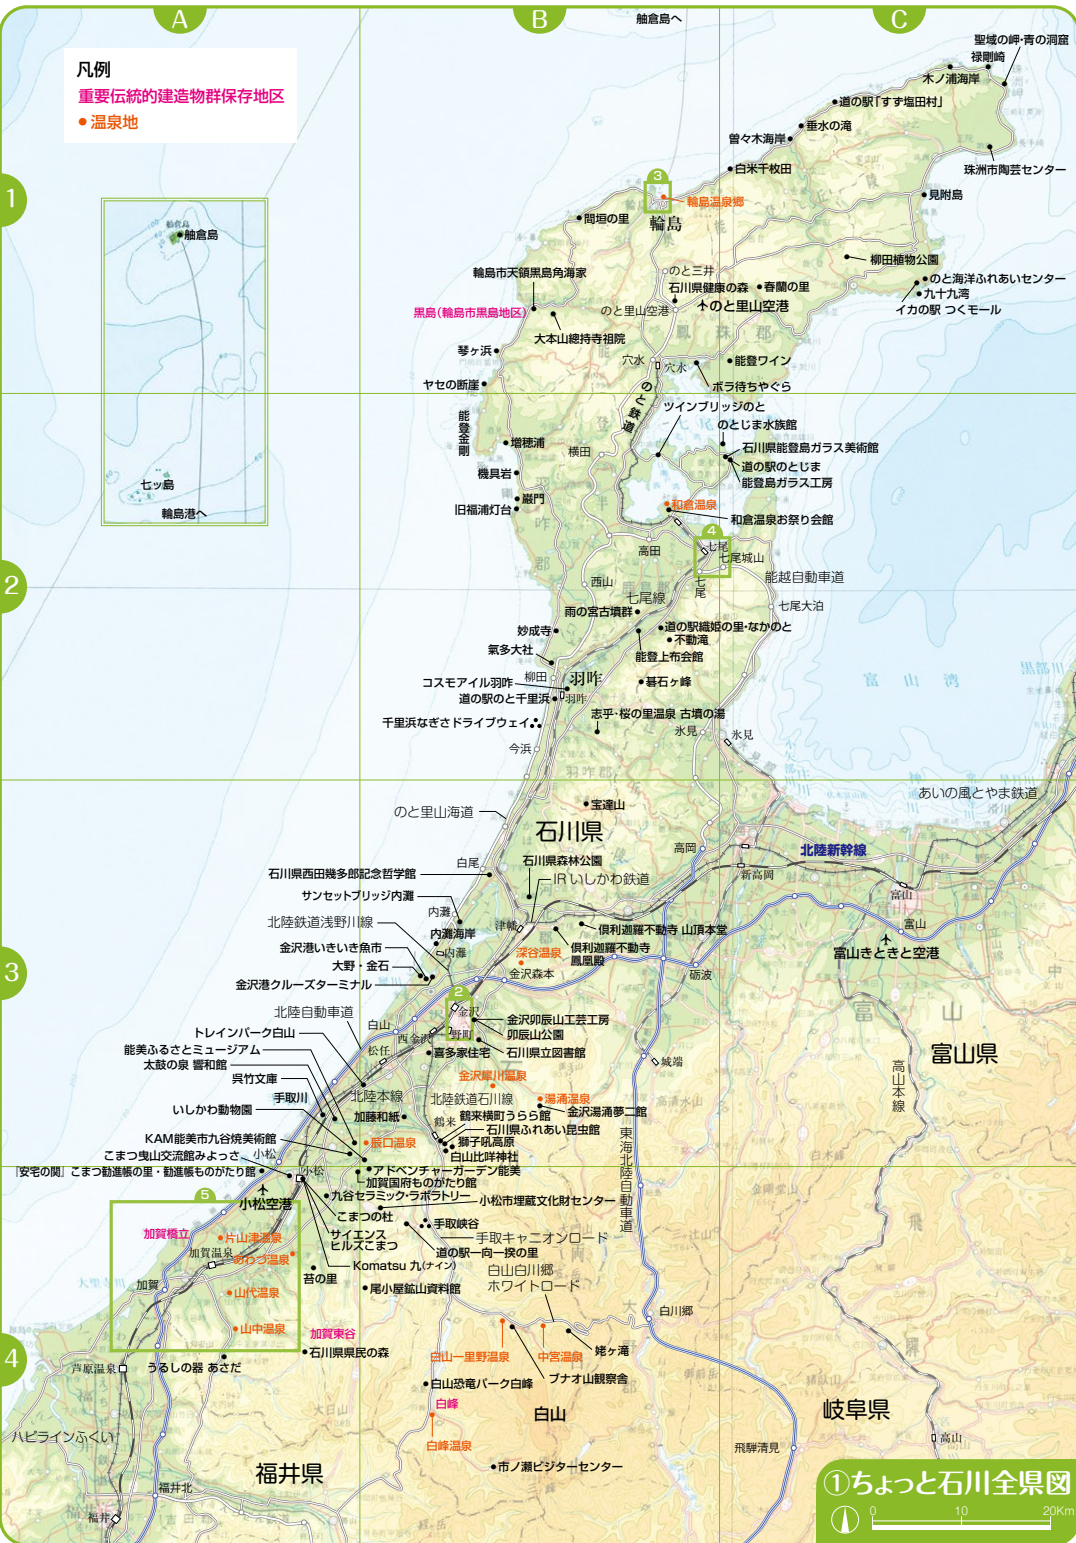 A
B
C
舳倉島へ
凡例
重要伝統的建造物群保存地区
●温泉地
聖域の岬・青の洞窟
禄剛崎
木ノ浦海岸
道の駅「すず塩田村」
垂水の滝
曽々木海岸
珠洲市陶芸センター
白米千枚田
1
3
輪島温泉郷
見附島
間垣の里
輪島
舳倉島
舳倉島
柳田植物公園
のと三井
輪島市天領黒島角海家
石川県健康の森
春蘭の里
のと海洋ふれあいセンター
九十九湾
イカの駅 つくモール
黒島(輪島市黒島地区)
のと里山空港
のと里山空港
大本山總持寺祖院
鳳珠郡
琴ヶ浜
穴水
穴水
能登ワイン
ヤセの断崖
ボラ待ちやぐら
のと鉄道
ツインブリッジのと
能登金剛
のとじま水族館
増穂浦
石川県能登島ガラス美術館
横田
道の駅のとじま
機具岩
能登島ガラス工房
七ッ島
巌門
和倉温泉
旧福浦灯台
輪島港へ
和倉温泉お祭り会館
4
七尾
高田
七尾城山
2
西山
七尾
能越自動車道
七尾線
七尾大泊
雨の宮古墳群
妙成寺
道の駅織姫の里・なかのと
不動滝
氣多大社
能登上布会館
柳田
羽咋
コスモアイル羽咋
碁石ヶ峰
富山湾
黒部川
道の駅のと千里浜
羽咋
千里浜なぎさドライブウェイ
志乎・桜の里温泉 古墳の湯
氷見
氷見
今浜
羽咋郡
あいの風とやま鉄道
宝達山
のと里山海道
石川県
高岡
北陸新幹線
白尾
石川県森林公園
石川県西田幾多郎記念哲学館
IRいしかわ鉄道
新高岡
サンセットブリッジ内灘
富山
内灘
北陸鉄道浅野川線
津幡
倶利迦羅不動寺 山頂本堂
富山
内灘海岸
金沢港いきいき魚市
内灘
倶利迦羅不動寺
鳳凰殿
富山きときと空港
深谷温泉
大野・金石
3
金沢森本
砺波
金沢港クルーズターミナル
2
北陸自動車道
金沢
金沢卯辰山工芸工房
富山
白山
野町
卯辰山公園
トレインパーク白山
西金沢
松任
喜多家住宅
石川県立図書館
能美ふるさとミュージアム
富山県
太鼓の泉 響和館
城端
呉竹文庫
金沢犀川温泉
手取川
北陸本線
北陸鉄道石川線
湯涌温泉
高山本線
いしかわ動物園
加藤和紙
金沢湯涌夢二館
鶴来横町うらら館
鶴来
KAM能美市九谷焼美術館
石川県ふれあい昆虫館
辰口温泉
獅子吼高原
こまつ曳山交流館みよっさ
小松
白山比咩神社
東海北陸自動車道
「安宅の関」こまつ勧進帳の里・勧進帳ものがたり館
小松
アドベンチャーガーデン能美
加賀国府ものがたり館
小松空港
九谷セラミック・ラボラトリー
小松市埋蔵文化財センター
5
こまつの杜
手取峡谷
加賀橋立
片山津温泉
サイエンス
ヒルズこまつ
手取キャニオンロード
加賀温泉
あわづ温泉
道の駅一向一揆の里
Komatsu 九(ナイン)
白山白川郷
ホワイトロード
苔の里
加賀
山代温泉
尾小屋鉱山資料館
白川郷
山中温泉
加賀東谷
4
石川県県民の森
姥ヶ滝
白山一里野温泉
中宮温泉
芦原温泉
うるしの器 あさだ
ブナオ山観察舎
白山恐竜パーク白峰
白峰
白山
岐阜県
ハピラインふくい
白峰温泉
飛騨清見
高山
福井県
市ノ瀬ビジターセンター
福井北
福井
①ちょっと石川全県図
0
10
20Km